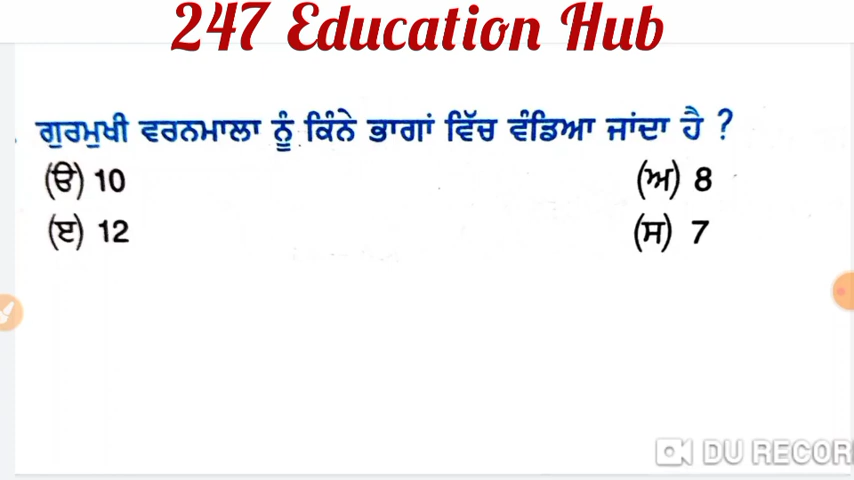 247 Education Hub
ਗੁਰਮੁਖੀ ਵਰਨਮਾਲਾ ਨੂੰ ਕਿੰਨੇ ਭਾਗਾਂ ਵਿੱਚ ਵੰਡਿਆ ਜਾਂਦਾ ਹੈ ?
(ੳ) 10 (ਅ) 8
(ੲ) 12 (ਸ) 7
DU RECOR